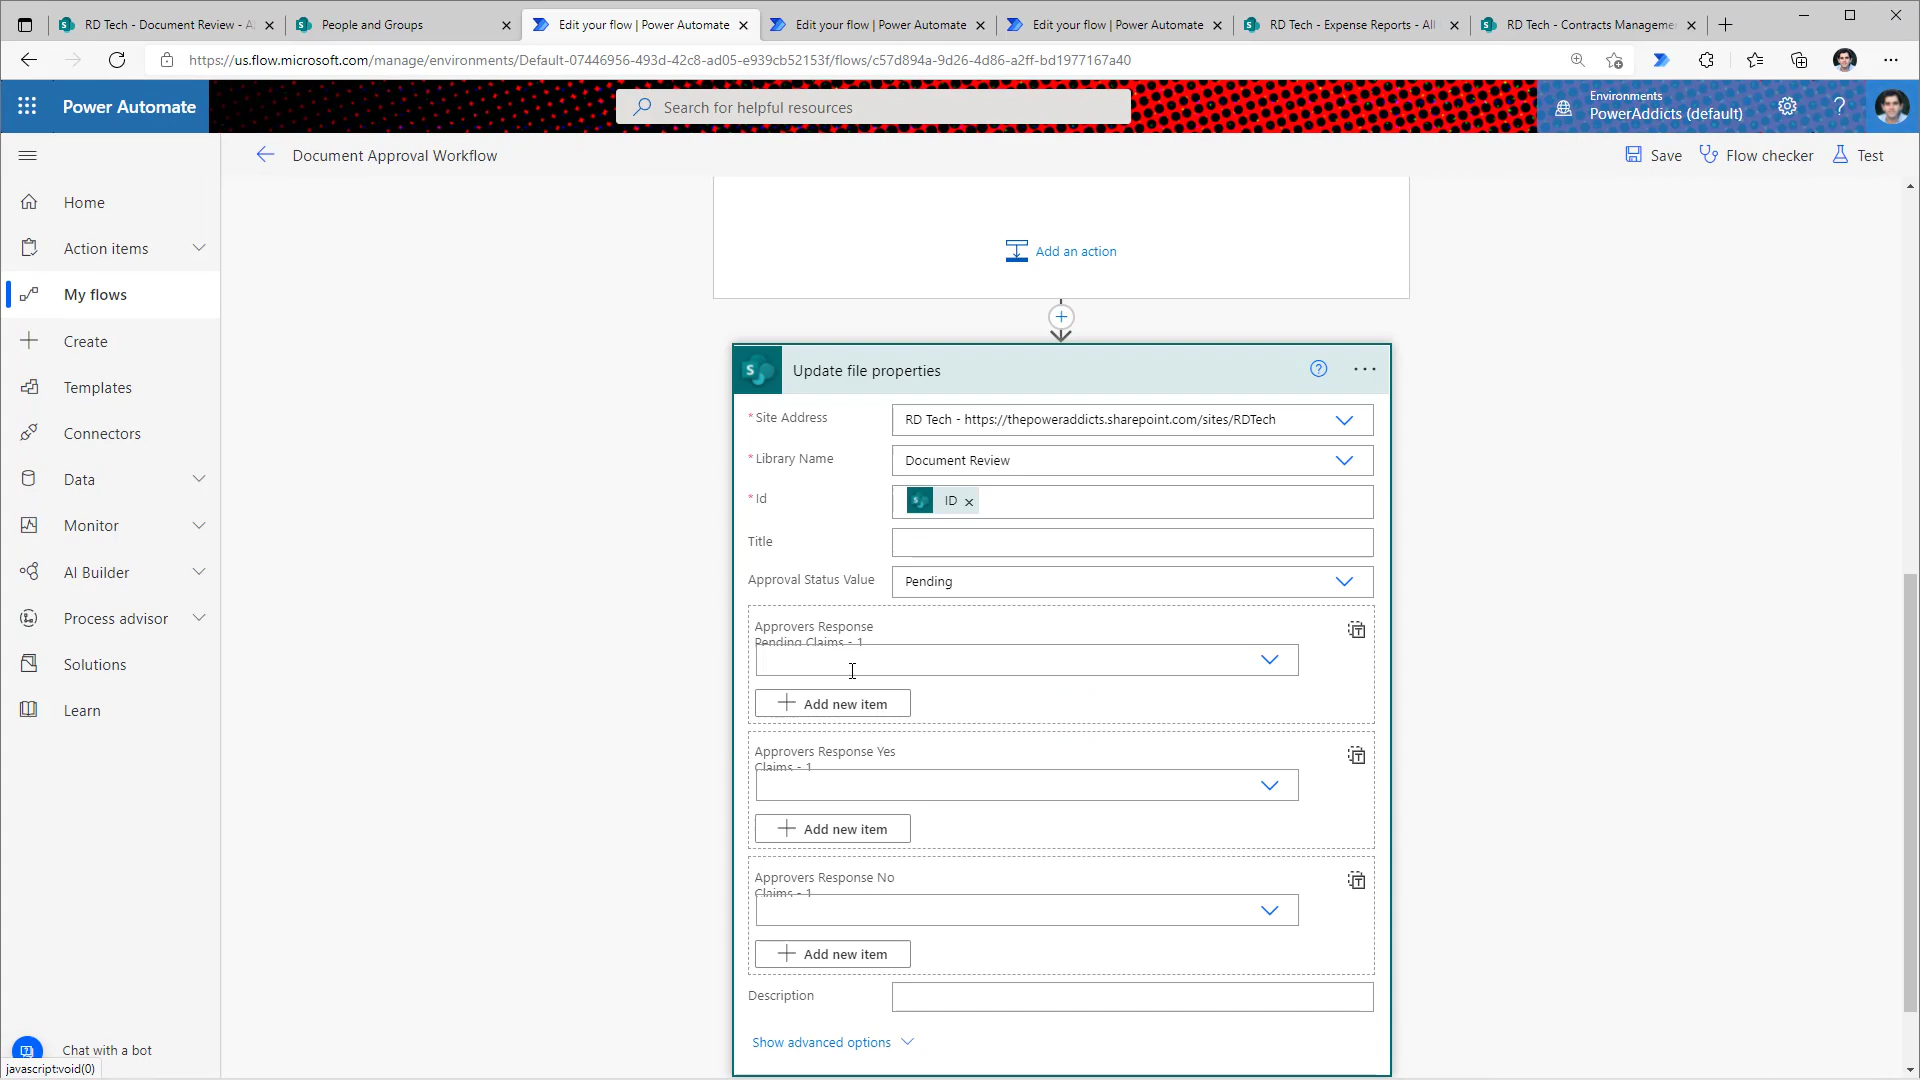 RD Tech - Document Review - A
People and Groups
Edit your flow | Power Automate
Edit your flow | Power Automate
Edit your flow | Power Automate
RD Tech - Expense Reports - All
RD Tech - Contracts Manageme
https://us.flow.microsoft.com/manage/environments/Default-07446956-493d-42c8-ad05-e939cb52153f/flows/c57d894a-9d26-4d86-a2ff-bd1977167a40
Power Automate
Search for helpful resources
Environments
PowerAddicts (default)
Document Approval Workflow
Save
Flow checker
Test
Home
Action items
My flows
Create
Templates
Connectors
Data
Monitor
AI Builder
Process advisor
Solutions
Learn
Chat with a bot
javascript:void(0)
Add an action
Update file properties
* Site Address
RD Tech - https://thepoweraddicts.sharepoint.com/sites/RDTech
* Library Name
Document Review
* Id
ID
Title
Approval Status Value
Pending
Approvers Response
Pending Claims - 1
Add new item
Approvers Response Yes
Claims - 1
Add new item
Approvers Response No
Claims - 1
Add new item
Description
Show advanced options